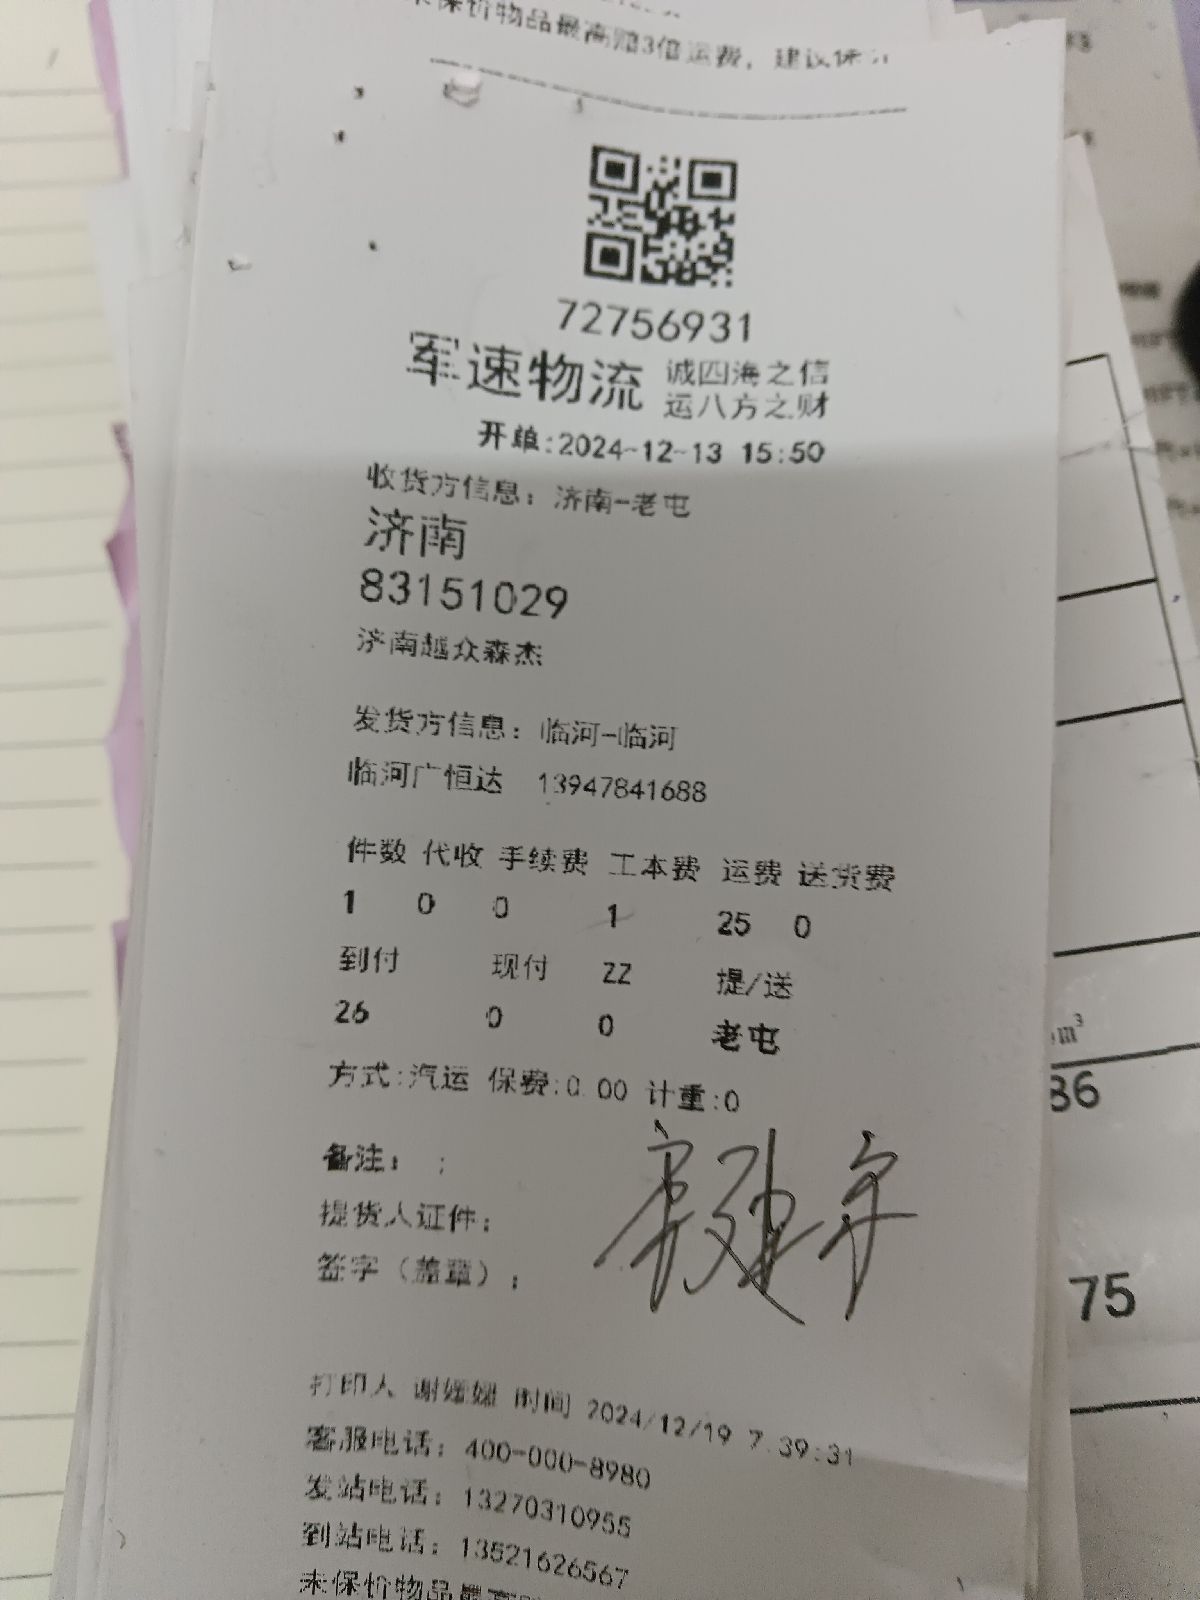 未保价物品最高赔3倍运费，建议保价
72756931
军速物流 诚四海之信
运八方之财
开单:2024-12-13 15:50
收货方信息：济南-老屯
济南
83151029
济南越众森杰
发货方信息：临河-临河
临河广恒达 13947841688
件数 代收 手续费 工本费 运费 送货费
1 0 0 1 25 0
到付 现付 ZZ 提/送
26 0 0 老屯
方式:汽运 保费:0.00 计重:0
备注： ;
提货人证件：
签字（盖章）：
打印人 谢媛媛 时间 2024/12/19 7:39:31
客服电话：400-000-8980
发站电话：13270310955
到站电话：13521626567
未保价物品最高
m³
36
75